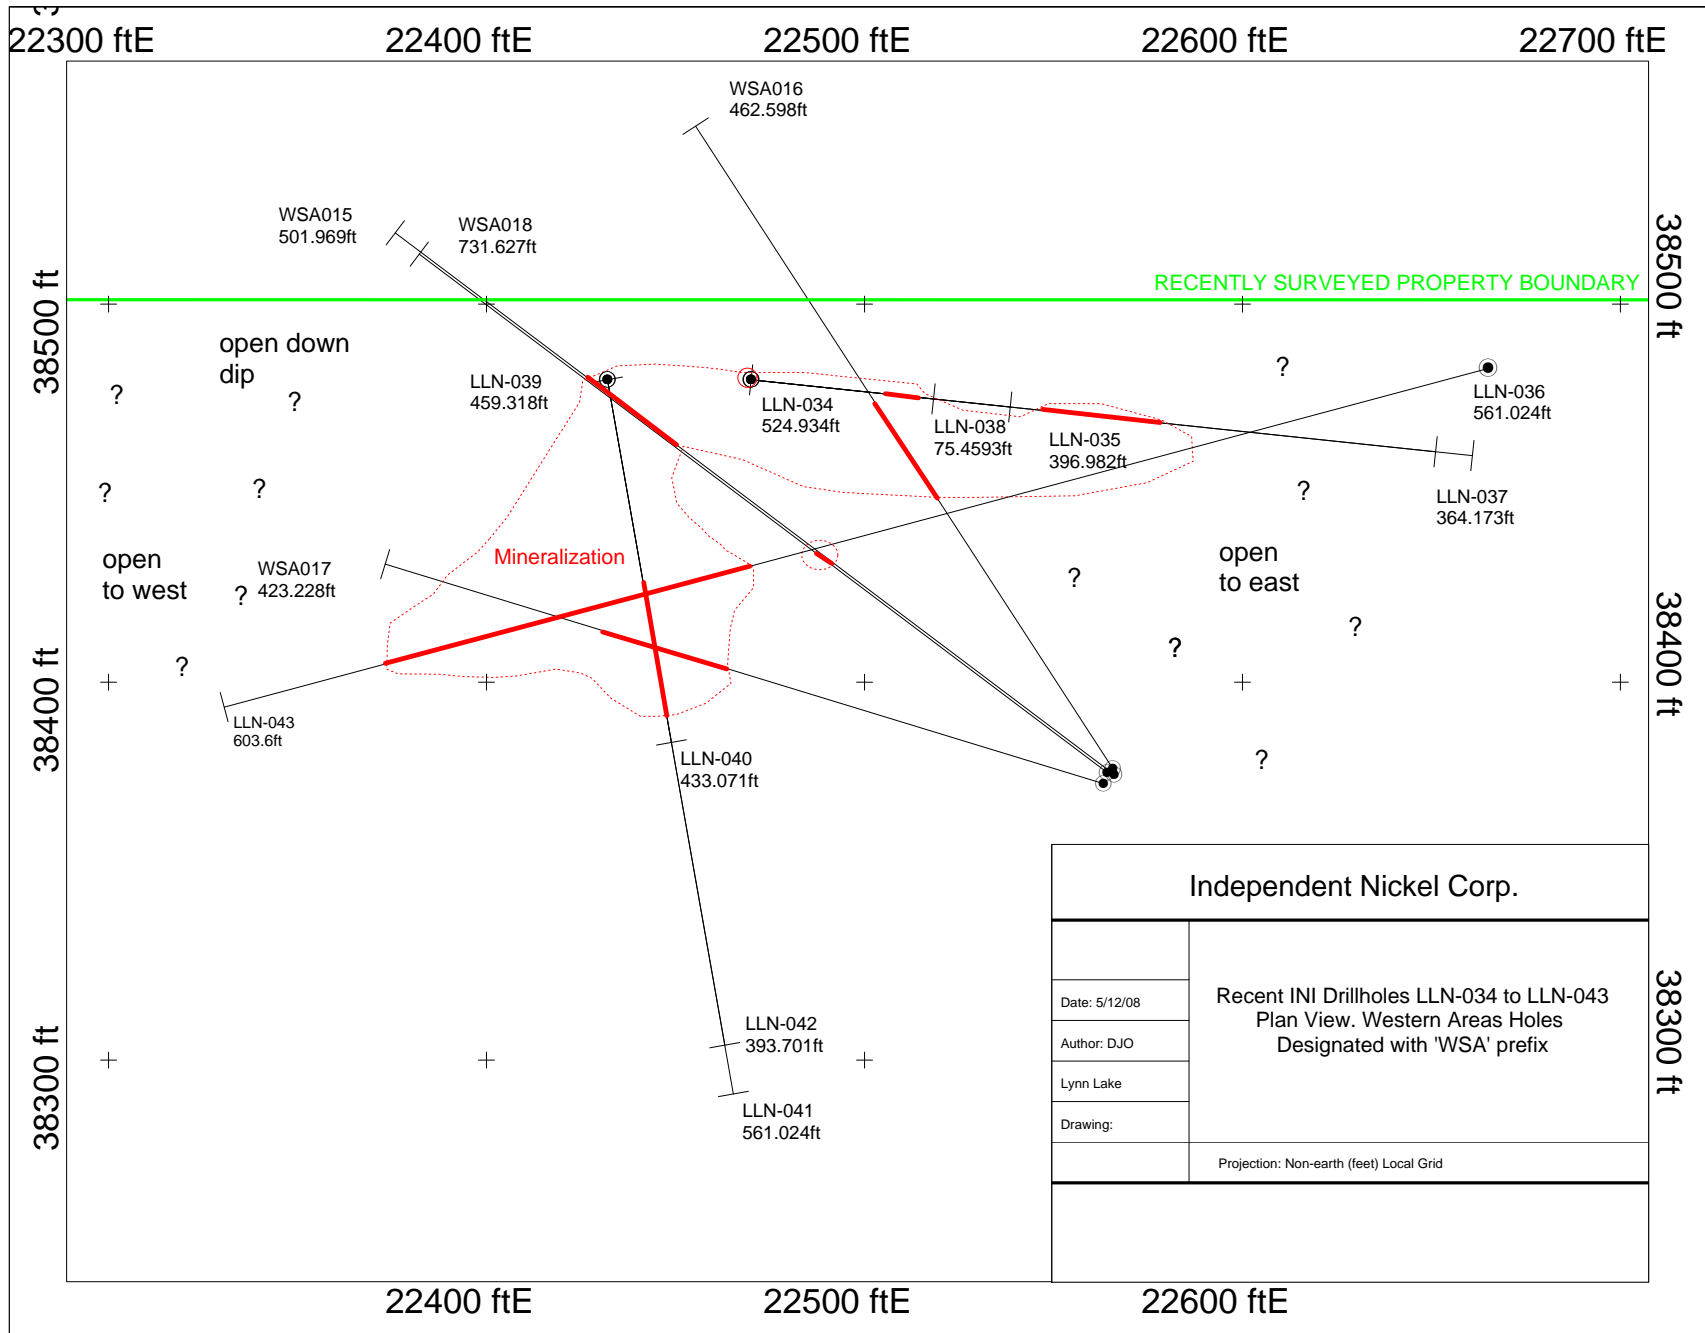 22300 ftE
22400 ftE
22500 ftE
22600 ftE
22700 ftE
WSA016
462.598ft
WSA015
501.969ft
WSA018
731.627ft
38500 ft
38500 ft
RECENTLY SURVEYED PROPERTY BOUNDARY
open down
dip
?
?
?
LLN-039
459.318ft
LLN-034
524.934ft
LLN-038
75.4593ft
LLN-035
396.982ft
LLN-036
561.024ft
LLN-037
364.173ft
?
?
?
open
to west
WSA017
423.228ft
?
?
Mineralization
open
to east
?
?
?
?
38400 ft
38400 ft
LLN-043
603.6ft
LLN-040
433.071ft
LLN-042
393.701ft
LLN-041
561.024ft
38300 ft
38300 ft
Independent Nickel Corp.
Date: 5/12/08
Author: DJO
Lynn Lake
Drawing:
Recent INI Drillholes LLN-034 to LLN-043
Plan View. Western Areas Holes
Designated with 'WSA' prefix
Projection: Non-earth (feet) Local Grid
22400 ftE
22500 ftE
22600 ftE